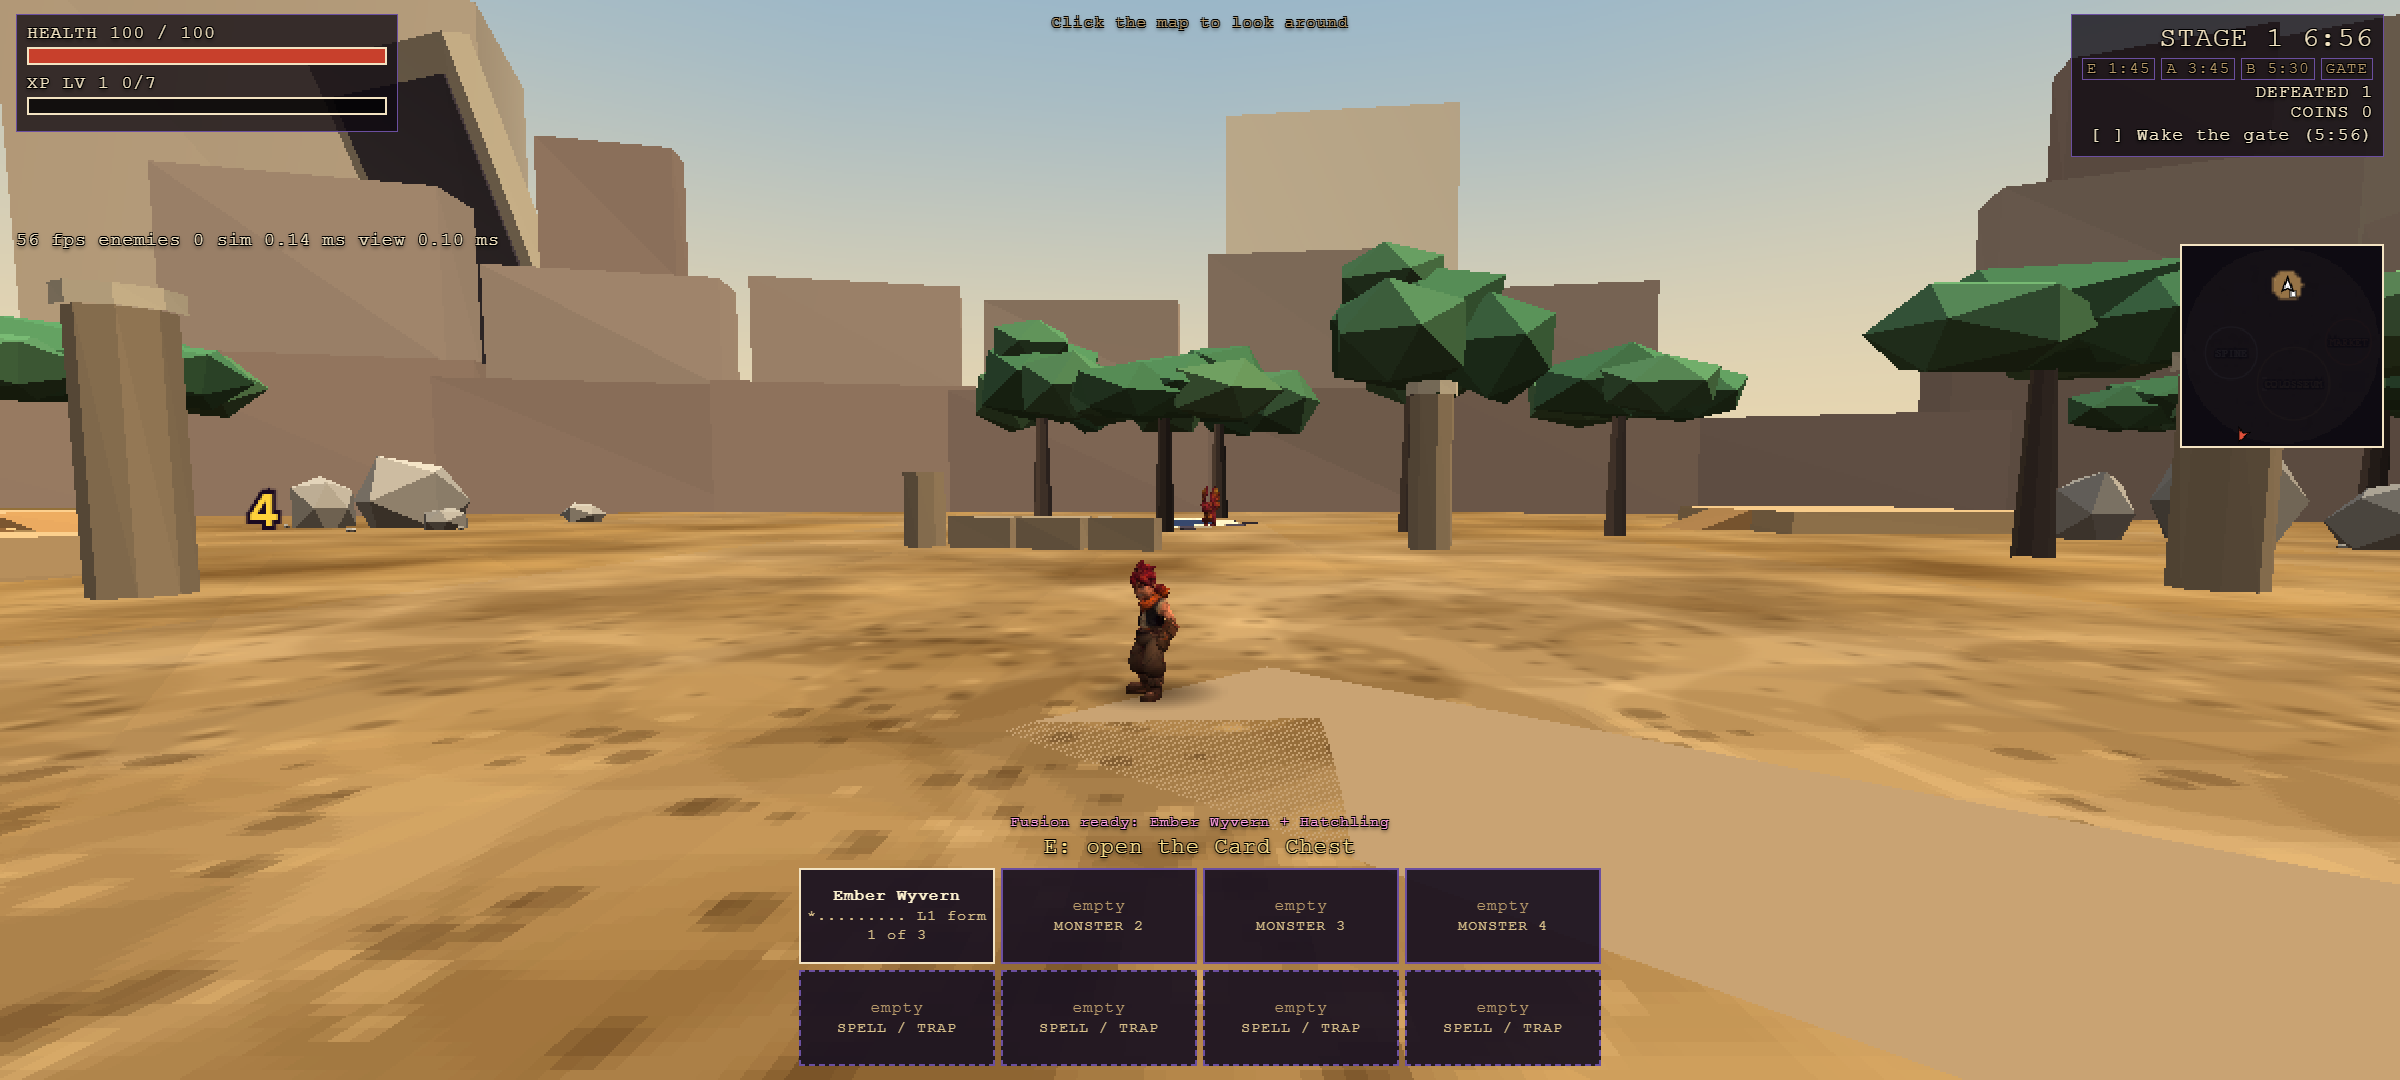 HEALTH 100 / 100
XP LV 1 0/7
Click the map to look around
STAGE 1 6:56
E 1:45 A 3:45 B 5:30 GATE
DEFEATED 1
COINS 0
[ ] Wake the gate (5:56)
56 fps enemies 0 sim 0.14 ms view 0.10 ms
4
Fusion ready: Ember Wyvern + Hatchling
E: open the Card Chest
Ember Wyvern
*......... L1 form
1 of 3
empty
MONSTER 2
empty
MONSTER 3
empty
MONSTER 4
empty
SPELL / TRAP
empty
SPELL / TRAP
empty
SPELL / TRAP
empty
SPELL / TRAP